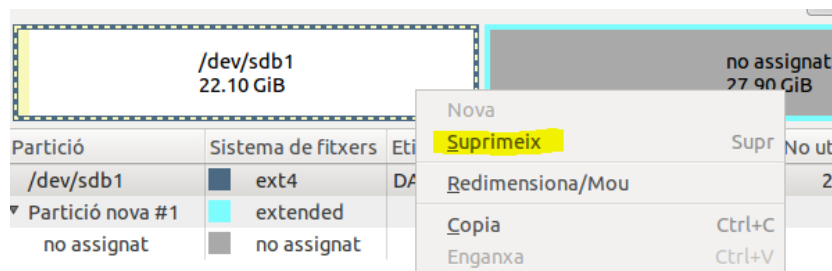 /dev/sdb1
22.10 GiB
no assignat
27.90 GiB
Nova
Suprimeix Supr
Redimensiona/Mou
Copia Ctrl+C
Enganxa Ctrl+V
Partició Sistema de fitxers Eti No ut
/dev/sdb1 ext4 DA 2
Partició nova #1 extended
no assignat no assignat